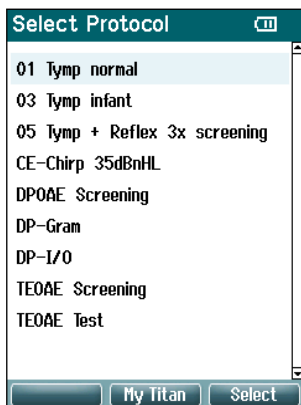 Select Protocol
01 Tymp normal
03 Tymp infant
05 Tymp + Reflex 3x screening
CE-Chirp 35dBnHL
DPOAE Screening
DP-Gram
DP-I/O
TEOAE Screening
TEOAE Test
My Titan Select